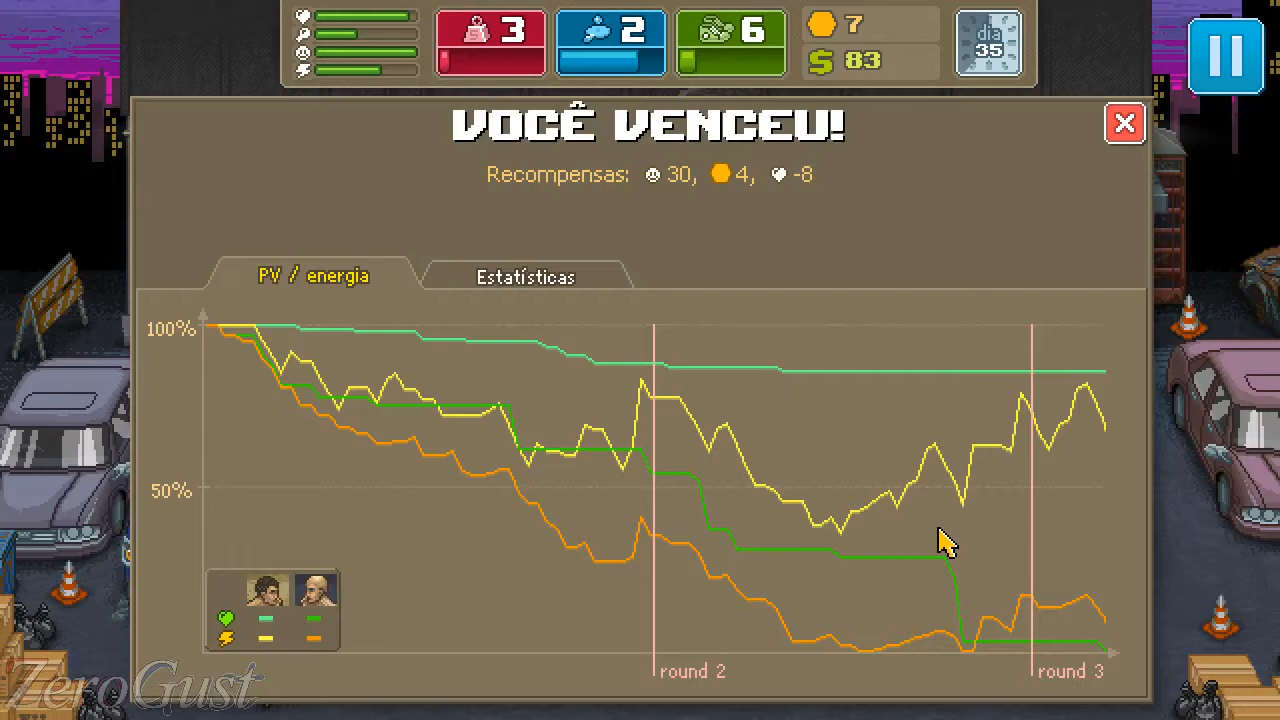 3
2
6
7
83
dia
35
VOCÊ VENCEU!
Recompensas: 30, 4, -8
PV / energia
Estatísticas
100%
50%
round 2
round 3
ZeroGust